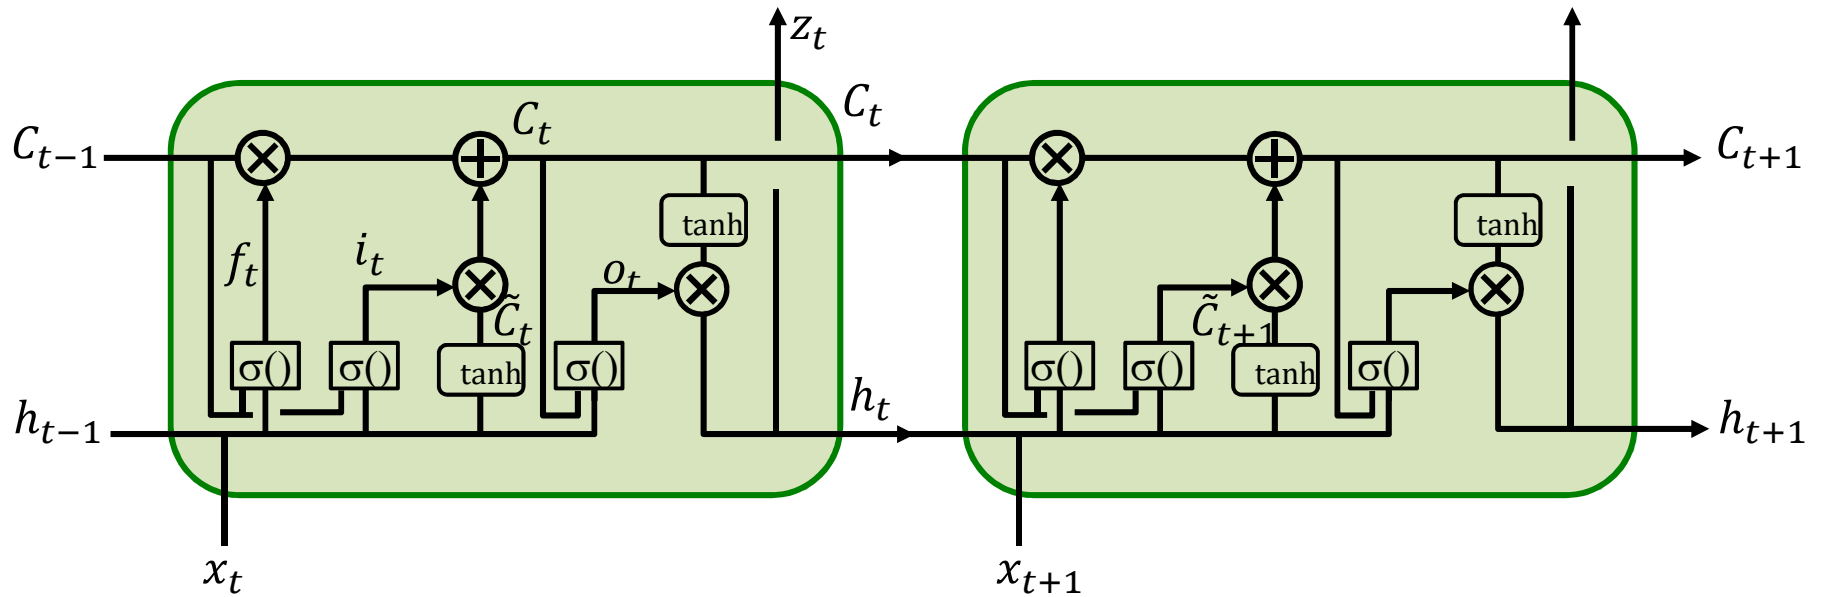 z_t
C_t
C_t
C_{t-1}
C_{t+1}
tanh
tanh
f_t
i_t
o_t
C̃_t
C̃_{t+1}
σ()
σ()
tanh
σ()
σ()
σ()
tanh
σ()
h_{t-1}
h_t
h_{t+1}
x_t
x_{t+1}